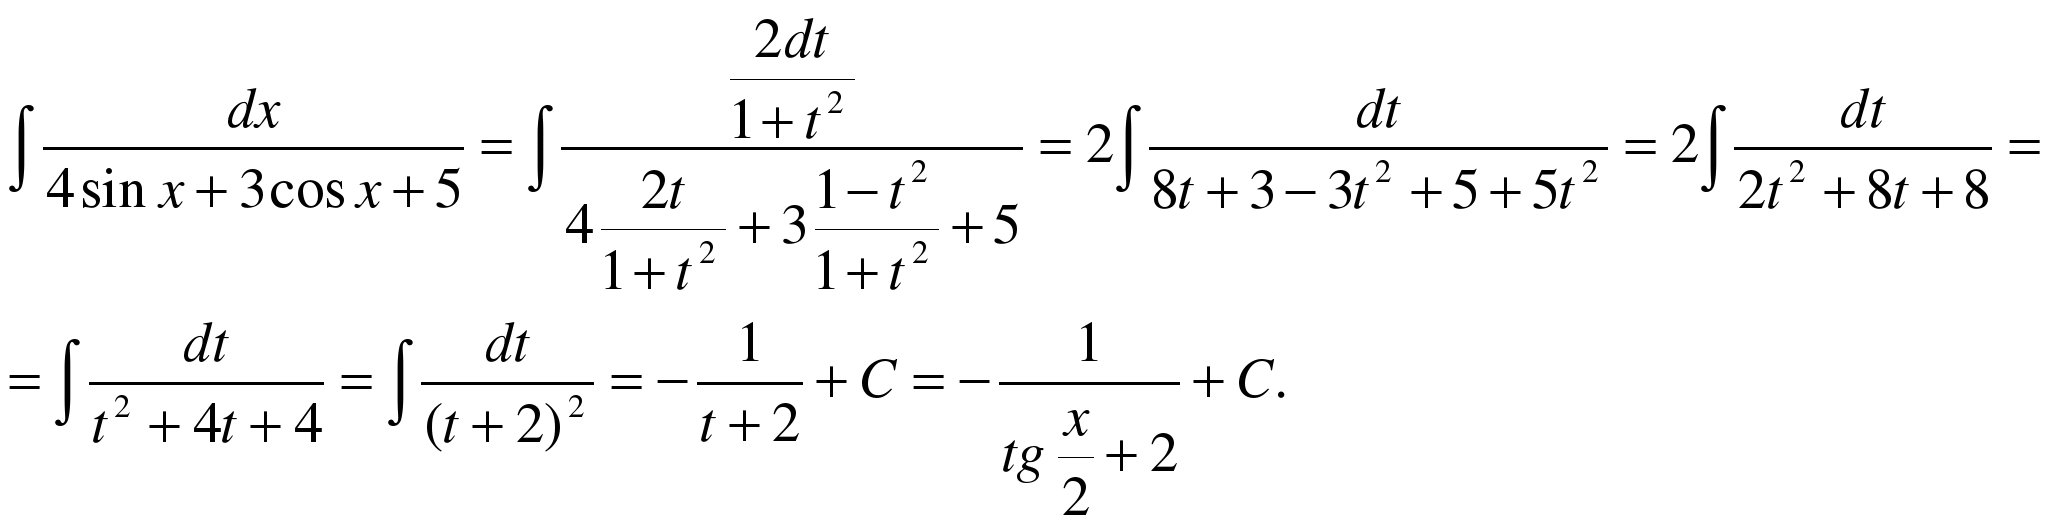 ∫ dx/(4 sin x + 3 cos x + 5) = ∫ (2dt/(1 + t²))/(4 (2t/(1 + t²)) + 3 ((1 − t²)/(1 + t²)) + 5) = 2∫ dt/(8t + 3 − 3t² + 5 + 5t²) = 2∫ dt/(2t² + 8t + 8) =
= ∫ dt/(t² + 4t + 4) = ∫ dt/(t + 2)² = − 1/(t + 2) + C = − 1/(tg (x/2) + 2) + C.